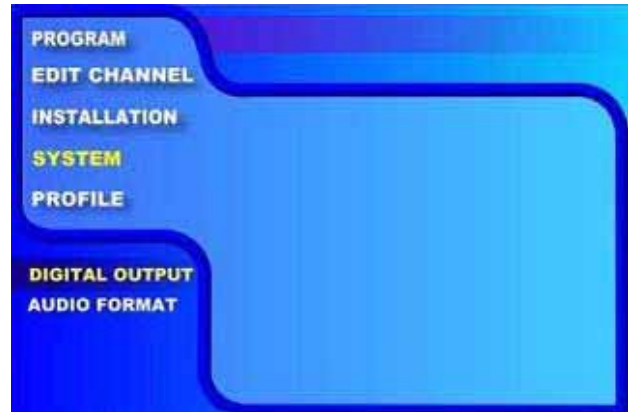 PROGRAM
EDIT CHANNEL
INSTALLATION
SYSTEM
PROFILE
DIGITAL OUTPUT
AUDIO FORMAT